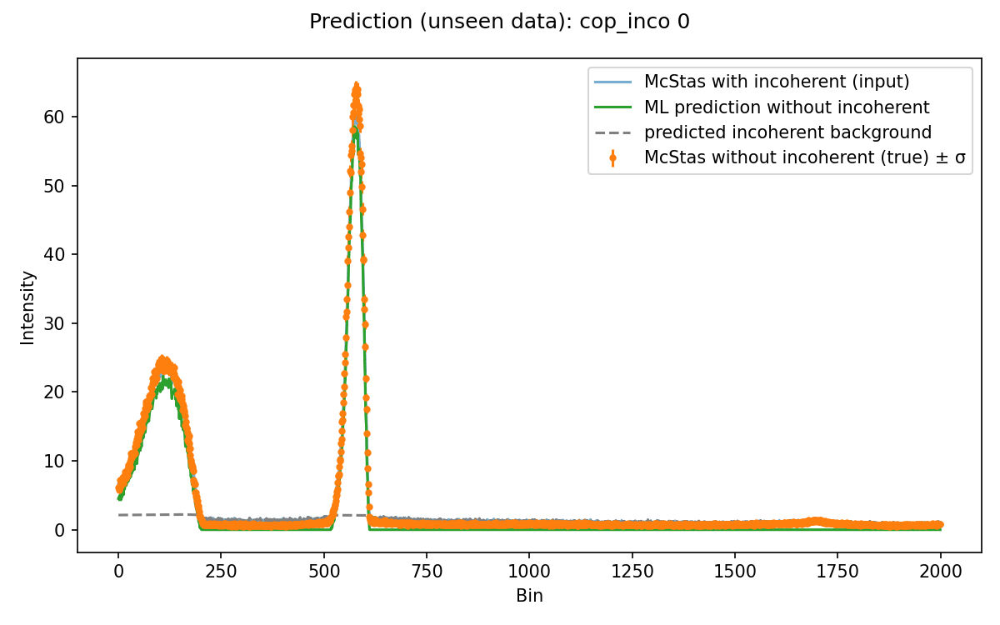 Prediction (unseen data): cop_inco 0
McStas with incoherent (input)
ML prediction without incoherent
predicted incoherent background
McStas without incoherent (true) ± σ
Intensity
60
50
40
30
20
10
0
0 250 500 750 1000 1250 1500 1750 2000
Bin